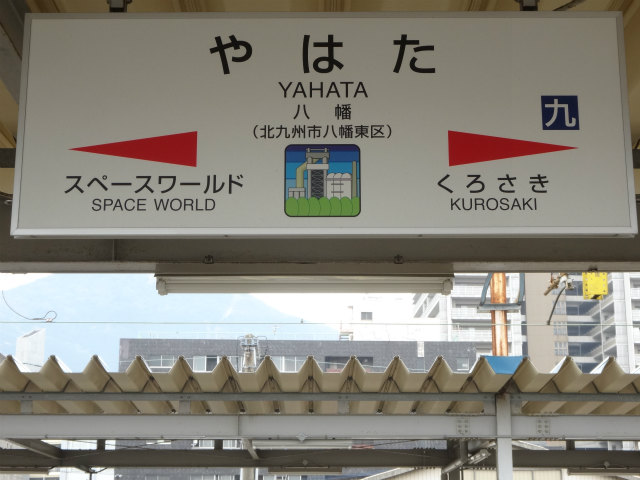 やはた
YAHATA
八幡
(北九州市八幡東区)
九
スペースワールド
SPACE WORLD
くろさき
KUROSAKI